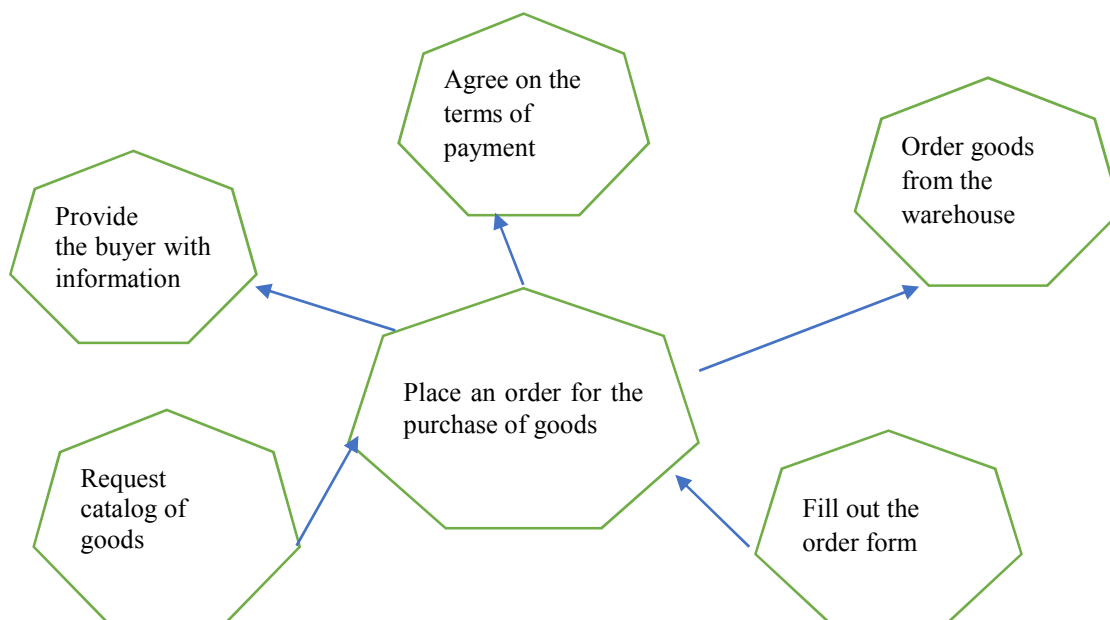 Agree on the
terms of
payment
Order goods
from the
warehouse
Provide
the buyer with
information
Place an order for the
purchase of goods
Request
catalog of
goods
Fill out the
order form